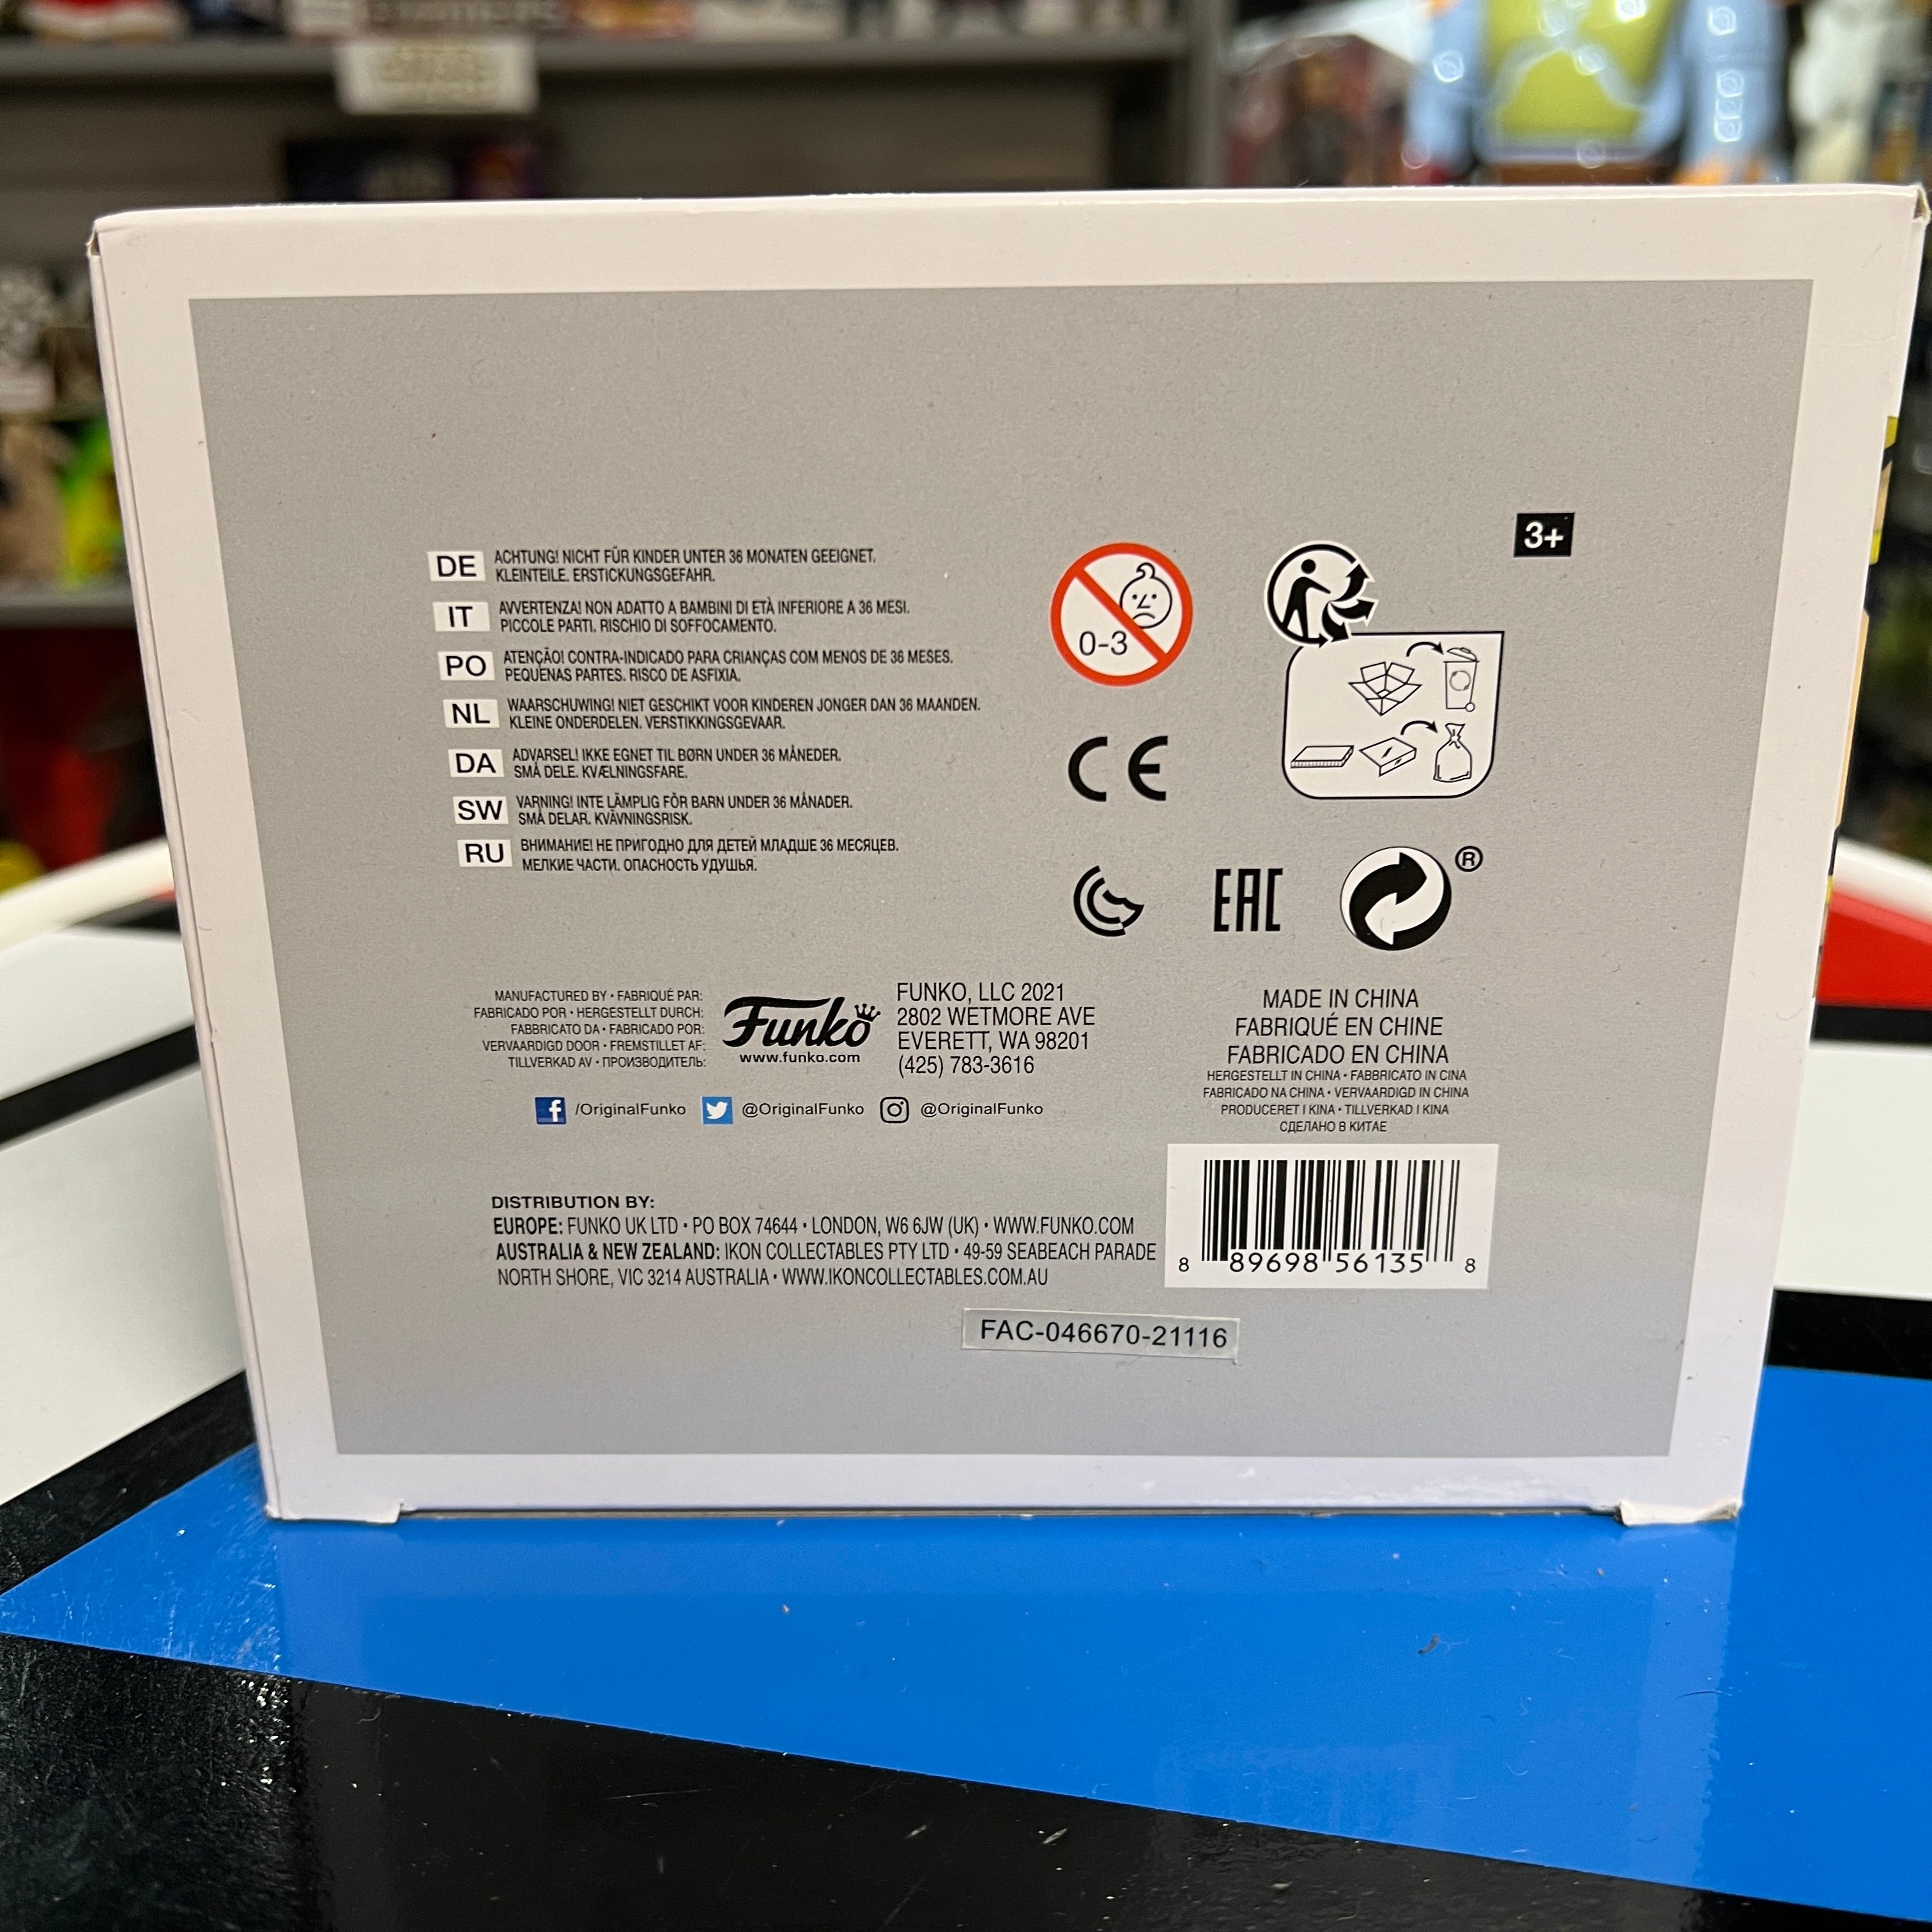 3+
DE ACHTUNG! NICHT FÜR KINDER UNTER 36 MONATEN GEEIGNET.
KLEINTEILE. ERSTICKUNGSGEFAHR.
IT AVVERTENZA! NON ADATTO A BAMBINI DI ETÀ INFERIORE A 36 MESI.
PICCOLE PARTI. RISCHIO DI SOFFOCAMENTO.
PO ATENÇÃO! CONTRA-INDICADO PARA CRIANÇAS COM MENOS DE 36 MESES.
PEQUENAS PARTES. RISCO DE ASFIXIA.
NL WAARSCHUWING! NIET GESCHIKT VOOR KINDEREN JONGER DAN 36 MAANDEN.
KLEINE ONDERDELEN. VERSTIKKINGSGEVAAR.
DA ADVARSEL! IKKE EGNET TIL BØRN UNDER 36 MÅNEDER.
SMÅ DELE. KVÆLNINGSFARE.
SW VARNING! INTE LÄMPLIG FÖR BARN UNDER 36 MÅNADER.
SMÅ DELAR. KVÄVNINGSRISK.
RU ВНИМАНИЕ! НЕ ПРИГОДНО ДЛЯ ДЕТЕЙ МЛАДШЕ 36 МЕСЯЦЕВ.
МЕЛКИЕ ЧАСТИ. ОПАСНОСТЬ УДУШЬЯ.
0-3
CE
EAC
®
MANUFACTURED BY • FABRIQUÉ PAR:
FABRICADO POR • HERGESTELLT DURCH:
FABBRICATO DA • FABRICADO POR:
VERVAARDIGD DOOR • FREMSTILLET AF:
TILLVERKAD AV • ПРОИЗВОДИТЕЛЬ:
Funko
www.funko.com
FUNKO, LLC 2021
2802 WETMORE AVE
EVERETT, WA 98201
(425) 783-3616
/OriginalFunko @OriginalFunko @OriginalFunko
MADE IN CHINA
FABRIQUÉ EN CHINE
FABRICADO EN CHINA
HERGESTELLT IN CHINA • FABBRICATO IN CINA
FABRICADO NA CHINA • VERVAARDIGD IN CHINA
PRODUCERET I KINA • TILLVERKAD I KINA
СДЕЛАНО В КИТАЕ
DISTRIBUTION BY:
EUROPE: FUNKO UK LTD • PO BOX 74644 • LONDON, W6 6JW (UK) • WWW.FUNKO.COM
AUSTRALIA & NEW ZEALAND: IKON COLLECTABLES PTY LTD • 49-59 SEABEACH PARADE
NORTH SHORE, VIC 3214 AUSTRALIA • WWW.IKONCOLLECTABLES.COM.AU
8 89698 56135 8
FAC-046670-21116